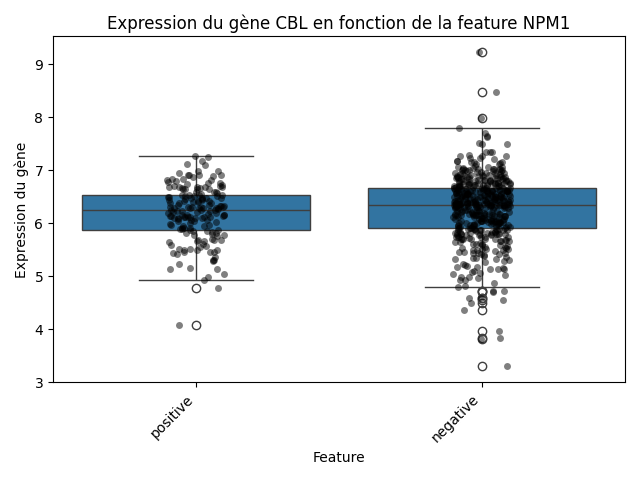 Expression du gène CBL en fonction de la feature NPM1
Expression du gène
9
8
7
6
5
4
3
positive
negative
Feature